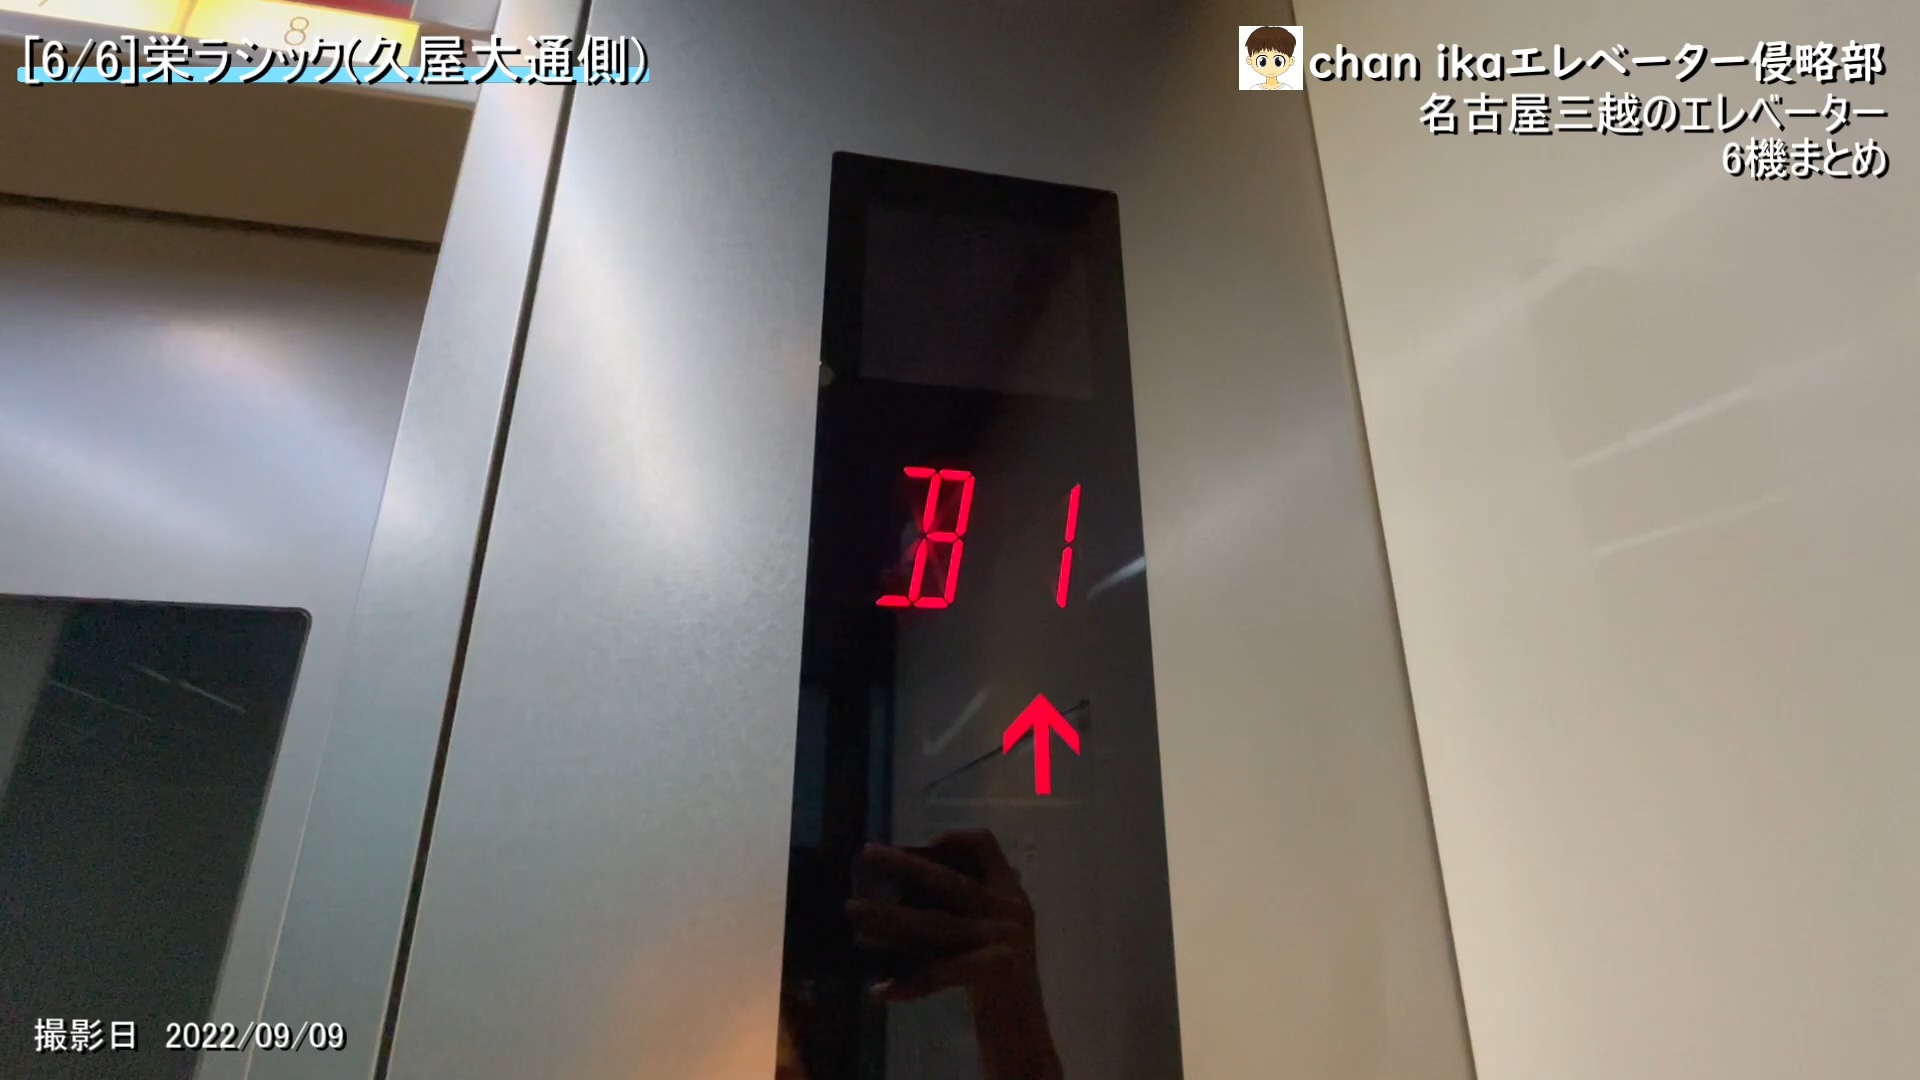 [6/6]栄ラシック(久屋大通側)
chan ikaエレベーター侵略部
名古屋三越のエレベーター
6機まとめ
8
B1
撮影日 2022/09/09